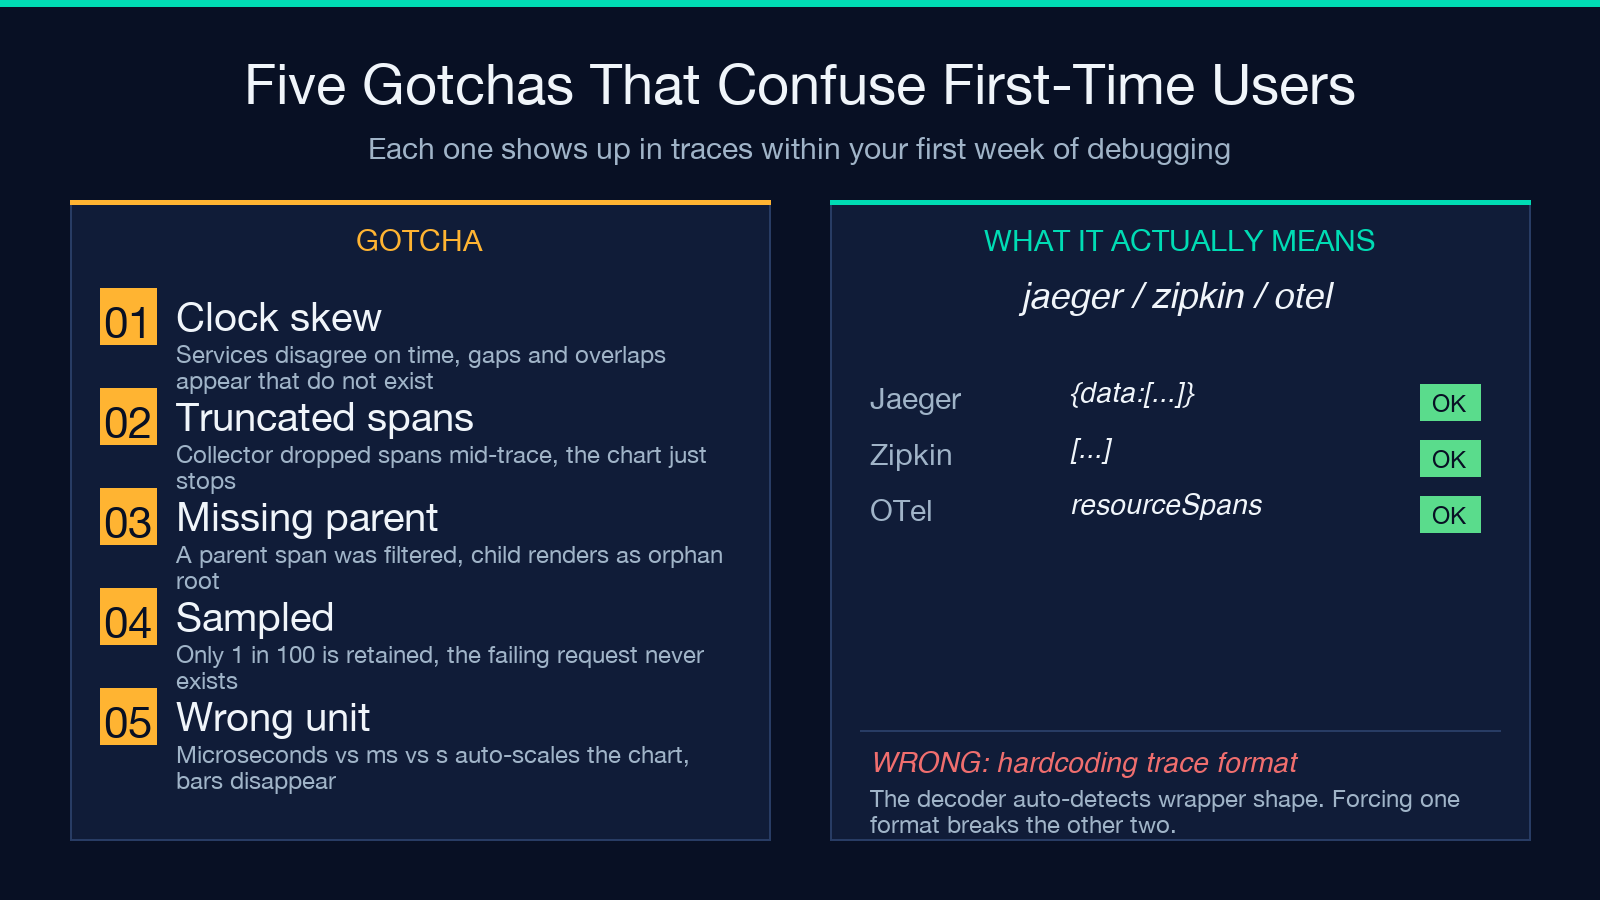 Five Gotchas That Confuse First-Time Users
Each one shows up in traces within your first week of debugging
GOTCHA
01
Clock skew
Services disagree on time, gaps and overlaps
appear that do not exist
02
Truncated spans
Collector dropped spans mid-trace, the chart just
stops
03
Missing parent
A parent span was filtered, child renders as orphan
root
04
Sampled
Only 1 in 100 is retained, the failing request never
exists
05
Wrong unit
Microseconds vs ms vs s auto-scales the chart,
bars disappear
WHAT IT ACTUALLY MEANS
jaeger / zipkin / otel
Jaeger {data:[...]} OK
Zipkin [...] OK
OTel resourceSpans OK
WRONG: hardcoding trace format
The decoder auto-detects wrapper shape. Forcing one
format breaks the other two.